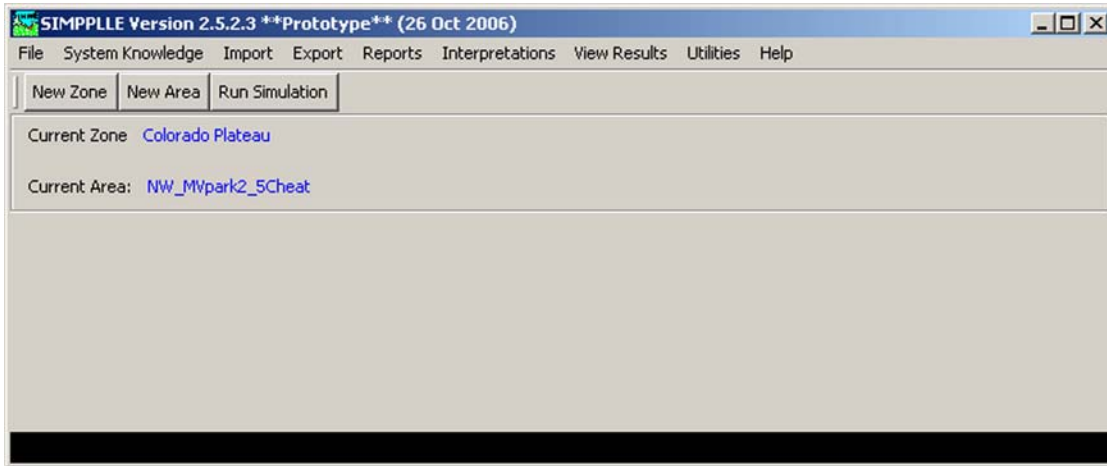 SIMPPLLE Version 2.5.2.3 **Prototype** (26 Oct 2006)
File System Knowledge Import Export Reports Interpretations View Results Utilities Help
New Zone New Area Run Simulation
Current Zone Colorado Plateau
Current Area: NW_MVpark2_5Cheat